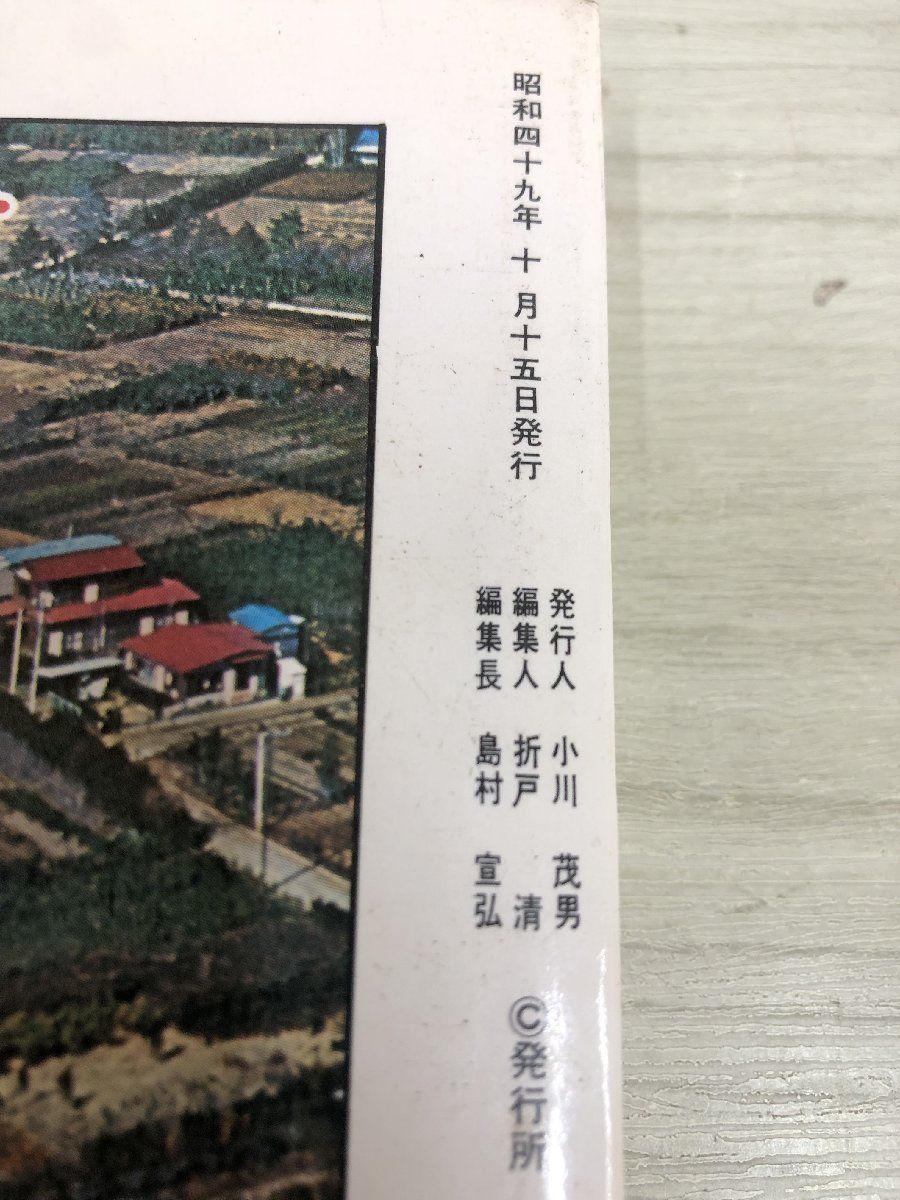 昭和四十九年 十 月十五日発行
発行人 小川 茂男
編集人 折戸 清
編集長 島村 宣弘
©発行所